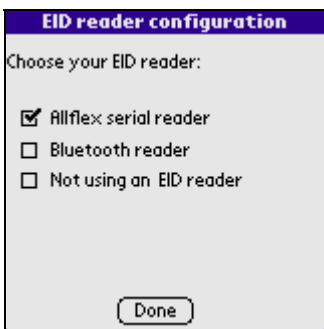 EID reader configuration
Choose your EID reader:
Allflex serial reader
Bluetooth reader
Not using an EID reader
Done